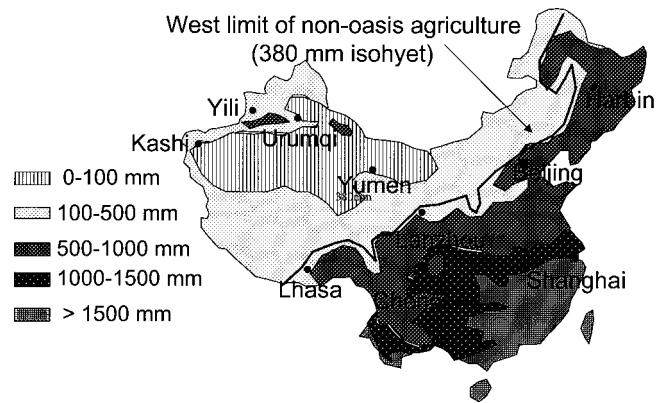 West limit of non-oasis agriculture
(380 mm isohyet)
Yili
Harbin
Urumqi
Kashi
Beijing
0-100 mm
Yumen
100-500 mm
500-1000 mm
Lanzhou
1000-1500 mm
Lhasa
Shanghai
> 1500 mm